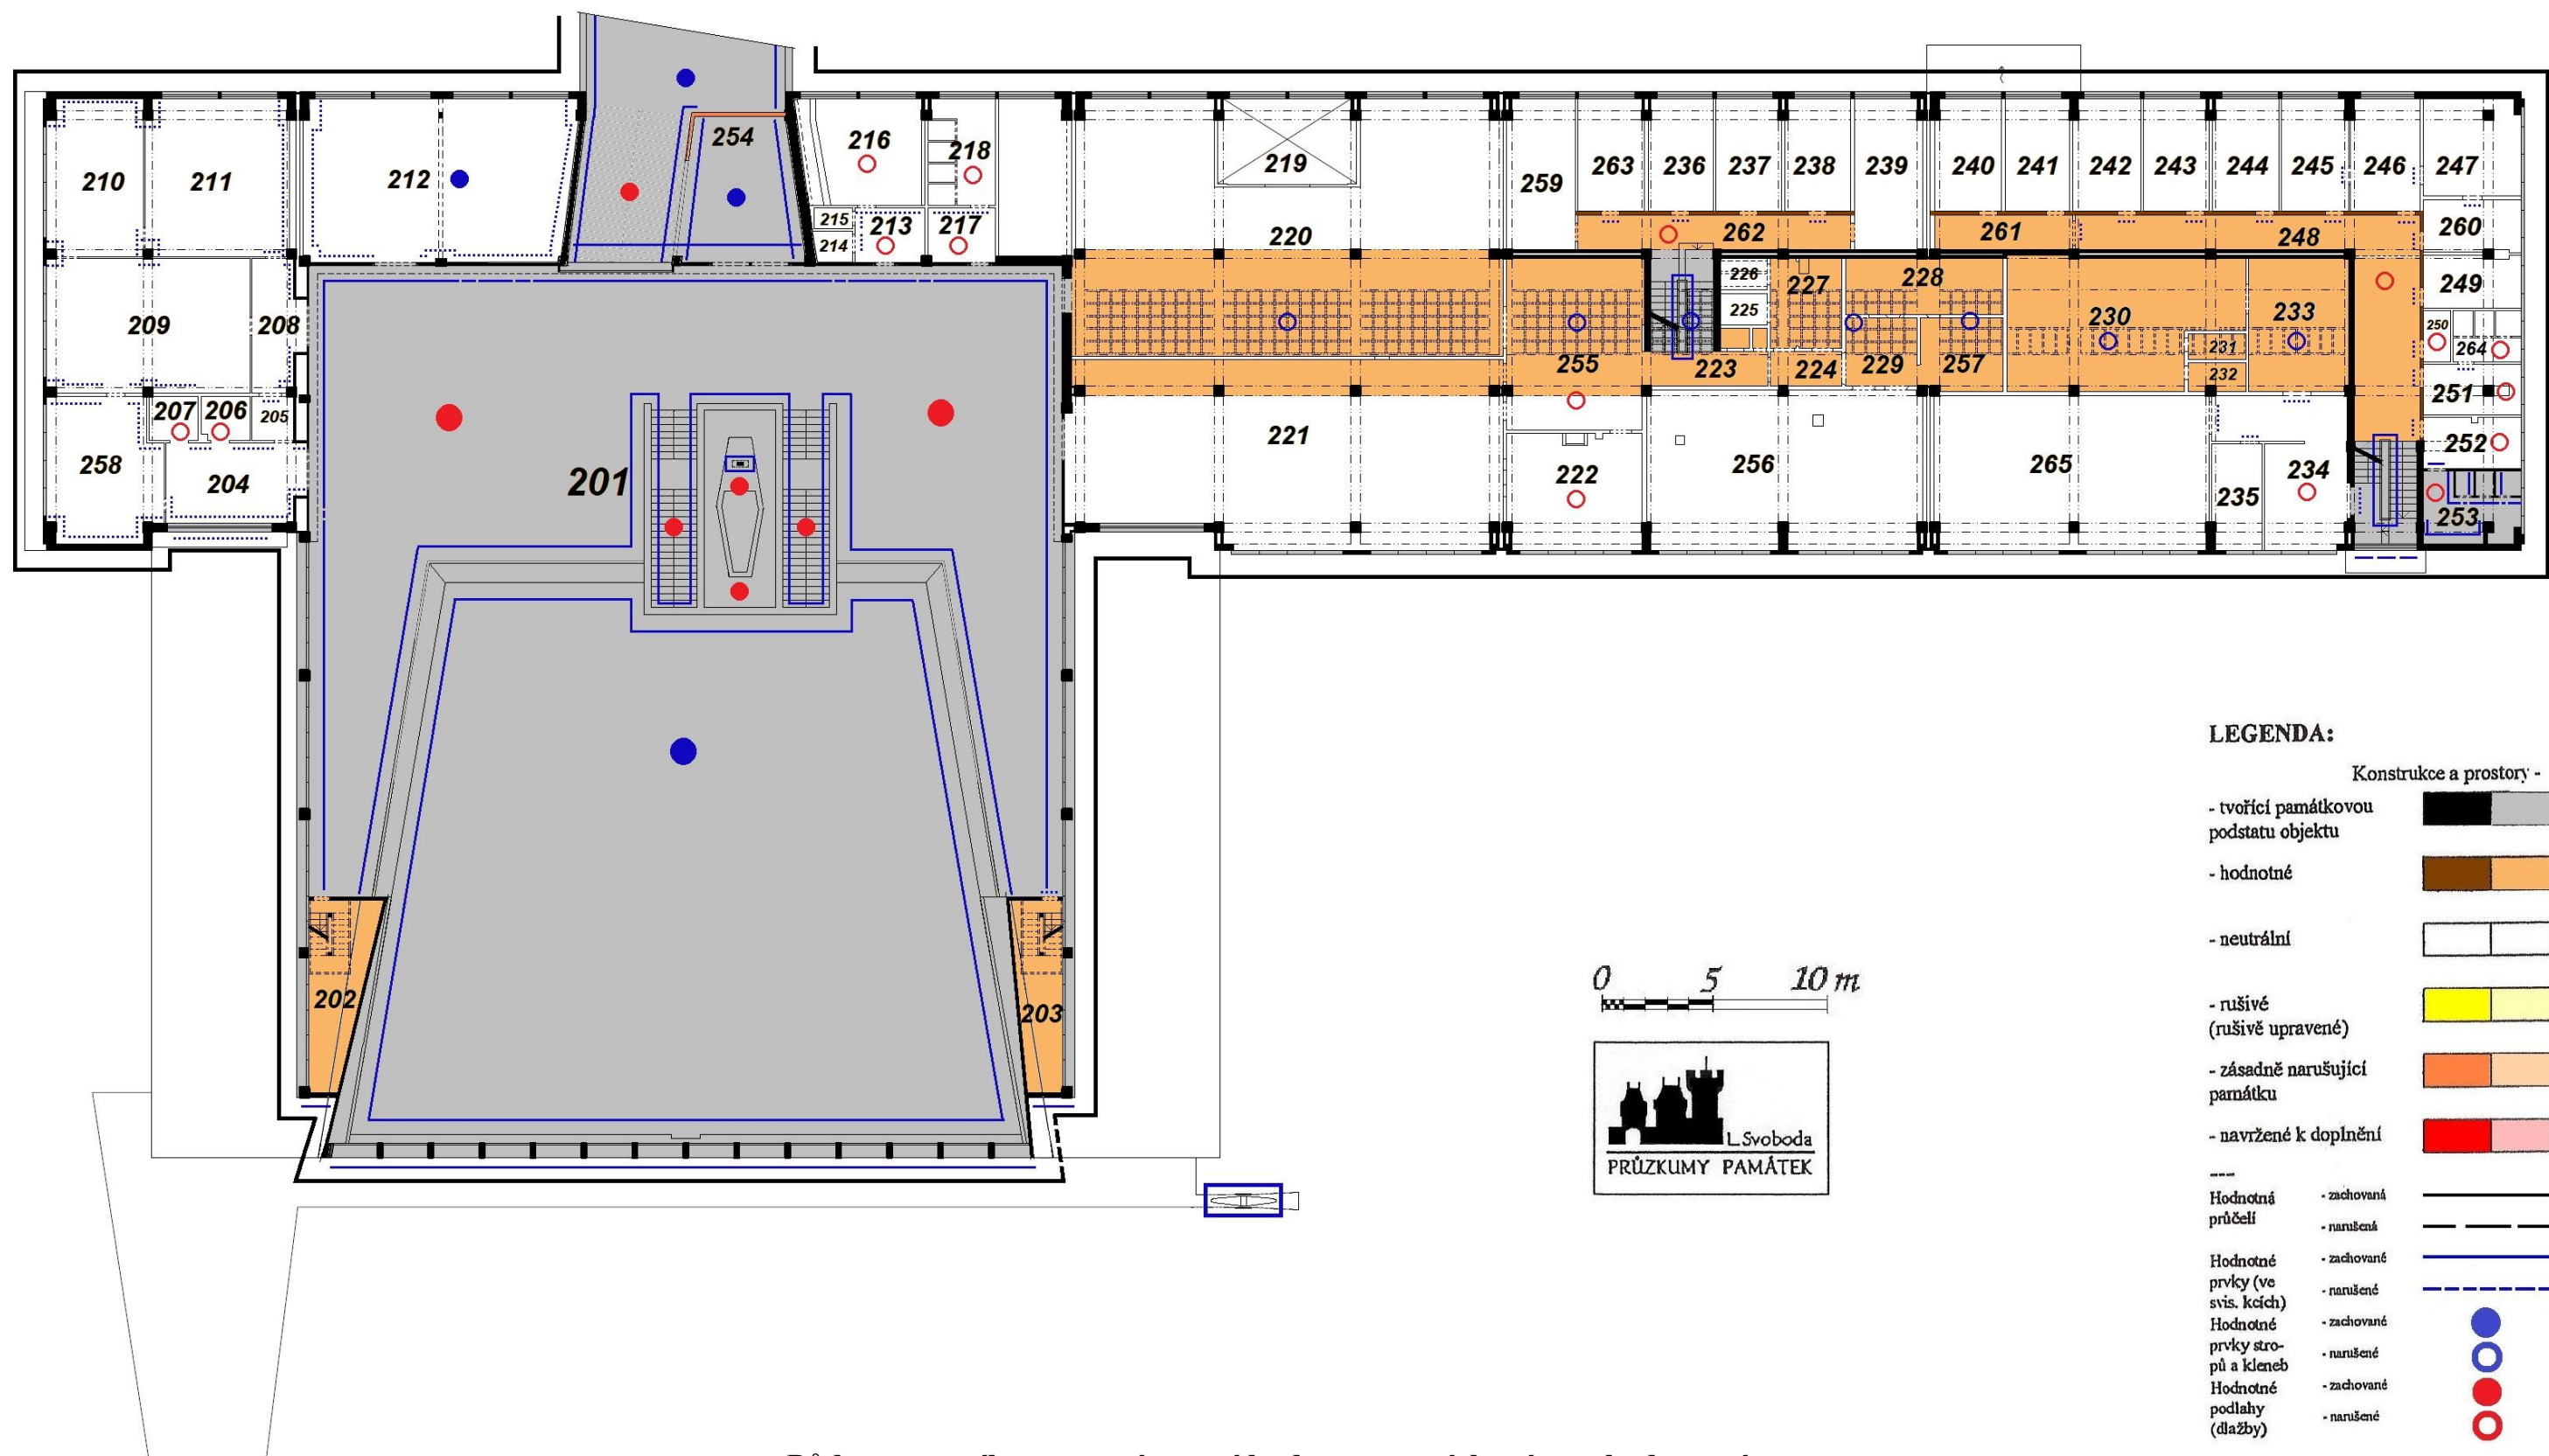 254
216
218
219
263
236
237
238
239
240
241
242
243
244
245
246
247
210
211
212
259
215
213
217
214
220
262
261
248
260
209
208
226
227
228
249
225
230
233
250
264
231
255
223
224
229
257
232
251
207
206
205
221
252
258
204
201
222
256
265
235
234
253
202
203
0 5 10 m
L.Svoboda
PRŮZKUMY PAMÁTEK
LEGENDA:
Konstrukce a prostory -
- tvořící památkovou
podstatu objektu
- hodnotné
- neutrální
- rušivé
(rušivě upravené)
- zásadně narušující
památku
- navržené k doplnění
---
Hodnotná - zachovaná
průčelí - narušená
Hodnotné - zachované
prvky (ve - narušené
svis. kcích)
Hodnotné - zachované
prvky stro- - narušené
pů a kleneb
Hodnotné - zachované
podlahy - narušené
(dlažby)